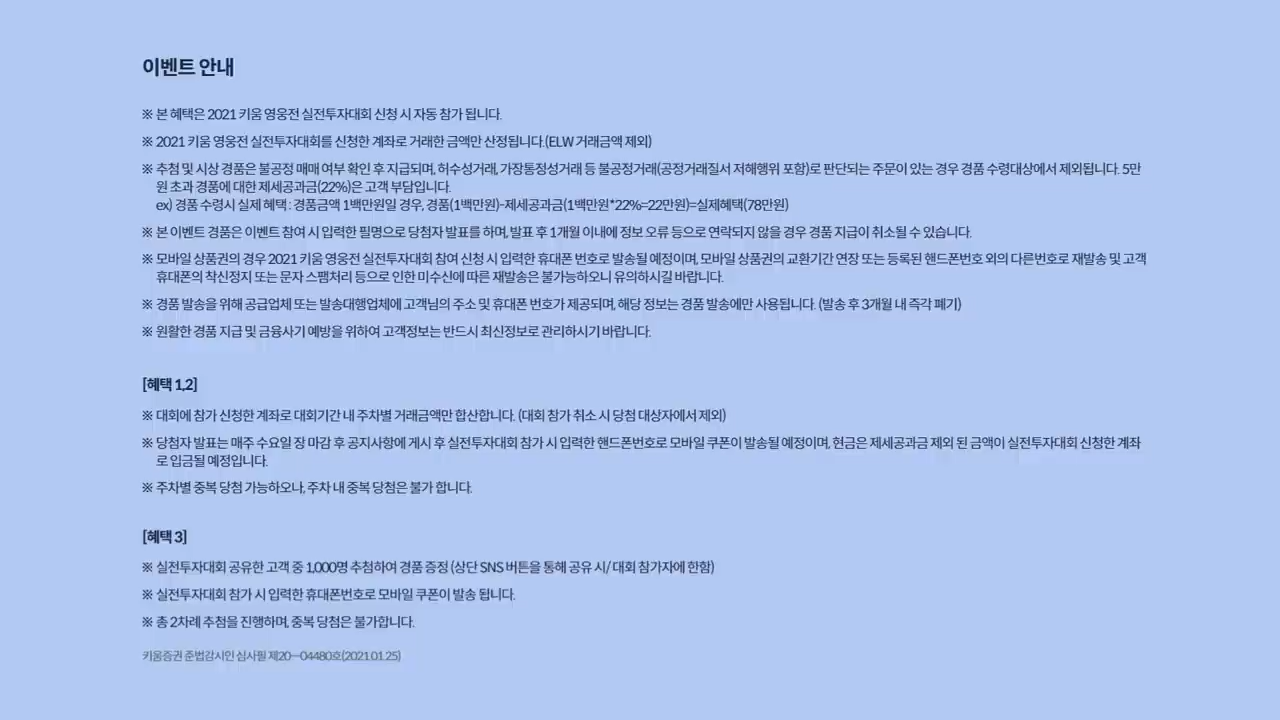 이벤트 안내
※ 본 혜택은 2021 키움 영웅전 실전투자대회 신청 시 자동 참가 됩니다.
※ 2021 키움 영웅전 실전투자대회를 신청한 계좌로 거래한 금액만 산정됩니다.(ELW 거래금액 제외)
※ 추첨 및 시상 경품은 불공정 매매 여부 확인 후 지급되며, 허수성거래, 가장통정성거래 등 불공정거래(공정거래질서 저해행위 포함)로 판단되는 주문이 있는 경우 경품 수령대상에서 제외됩니다. 5만
원 초과 경품에 대한 제세공과금(22%)은 고객 부담입니다.
ex) 경품 수령시 실제 혜택 : 경품금액 1백만원일 경우, 경품(1백만원)-제세공과금(1백만원*22%=22만원)=실제혜택(78만원)
※ 본 이벤트 경품은 이벤트 참여 시 입력한 필명으로 당첨자 발표를 하며, 발표 후 1개월 이내에 정보 오류 등으로 연락되지 않을 경우 경품 지급이 취소될 수 있습니다.
※ 모바일 상품권의 경우 2021 키움 영웅전 실전투자대회 참여 신청 시 입력한 휴대폰 번호로 발송될 예정이며, 모바일 상품권의 교환기간 연장 또는 등록된 핸드폰번호 외의 다른번호로 재발송 및 고객
휴대폰의 착신정지 또는 문자 스팸처리 등으로 인한 미수신에 따른 재발송은 불가능하오니 유의하시길 바랍니다.
※ 경품 발송을 위해 공급업체 또는 발송대행업체에 고객님의 주소 및 휴대폰 번호가 제공되며, 해당 정보는 경품 발송에만 사용됩니다. (발송 후 3개월 내 즉각 폐기)
※ 원활한 경품 지급 및 금융사기 예방을 위하여 고객정보는 반드시 최신정보로 관리하시기 바랍니다.
[혜택 1,2]
※ 대회에 참가 신청한 계좌로 대회기간 내 주차별 거래금액만 합산합니다. (대회 참가 취소 시 당첨 대상자에서 제외)
※ 당첨자 발표는 매주 수요일 장 마감 후 공지사항에 게시 후 실전투자대회 참가 시 입력한 핸드폰번호로 모바일 쿠폰이 발송될 예정이며, 현금은 제세공과금 제외 된 금액이 실전투자대회 신청한 계좌
로 입금될 예정입니다.
※ 주차별 중복 당첨 가능하오나, 주차 내 중복 당첨은 불가 합니다.
[혜택 3]
※ 실전투자대회 공유한 고객 중 1,000명 추첨하여 경품 증정 (상단 SNS 버튼을 통해 공유 시/ 대회 참가자에 한함)
※ 실전투자대회 참가 시 입력한 휴대폰번호로 모바일 쿠폰이 발송 됩니다.
※ 총 2차례 추첨을 진행하며, 중복 당첨은 불가합니다.
키움증권 준법감시인 심사필 제20—04480호(2021.01.25)